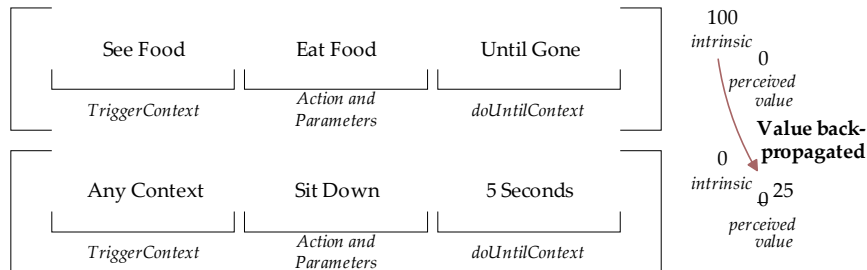 See Food Eat Food Until Gone
TriggerContext Action and Parameters doUntilContext
100
intrinsic
0
perceived
value
Value back-
propagated
Any Context Sit Down 5 Seconds
TriggerContext Action and Parameters doUntilContext
0
intrinsic
0 25
perceived
value